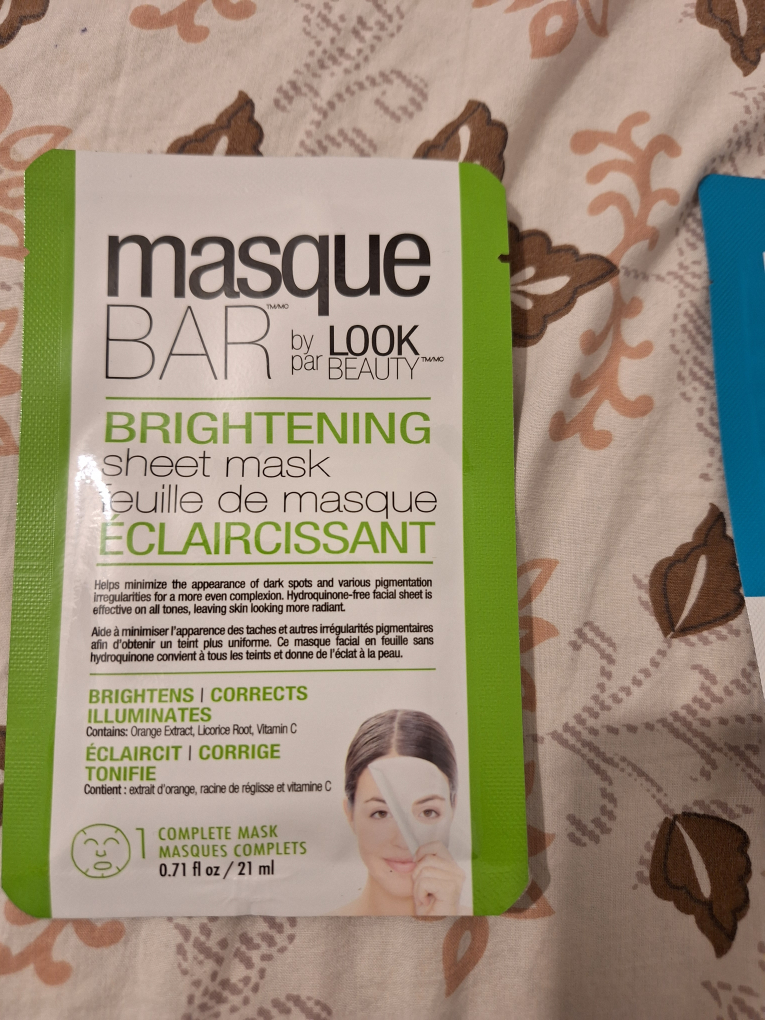 masque
BAR™/MC
by par LOOK BEAUTY™/MC
BRIGHTENING
sheet mask
feuille de masque
ÉCLAIRCISSANT
Helps minimize the appearance of dark spots and various pigmentation
irregularities for a more even complexion. Hydroquinone-free facial sheet is
effective on all tones, leaving skin looking more radiant.
Aide à minimiser l'apparence des taches et autres irrégularités pigmentaires
afin d'obtenir un teint plus uniforme. Ce masque facial en feuille sans
hydroquinone convient à tous les teints et donne de l'éclat à la peau.
BRIGHTENS | CORRECTS
ILLUMINATES
Contains: Orange Extract, Licorice Root, Vitamin C
ÉCLAIRCIT | CORRIGE
TONIFIE
Contient : extrait d'orange, racine de réglisse et vitamine C
1 COMPLETE MASK
MASQUES COMPLETS
0.71 fl oz / 21 ml